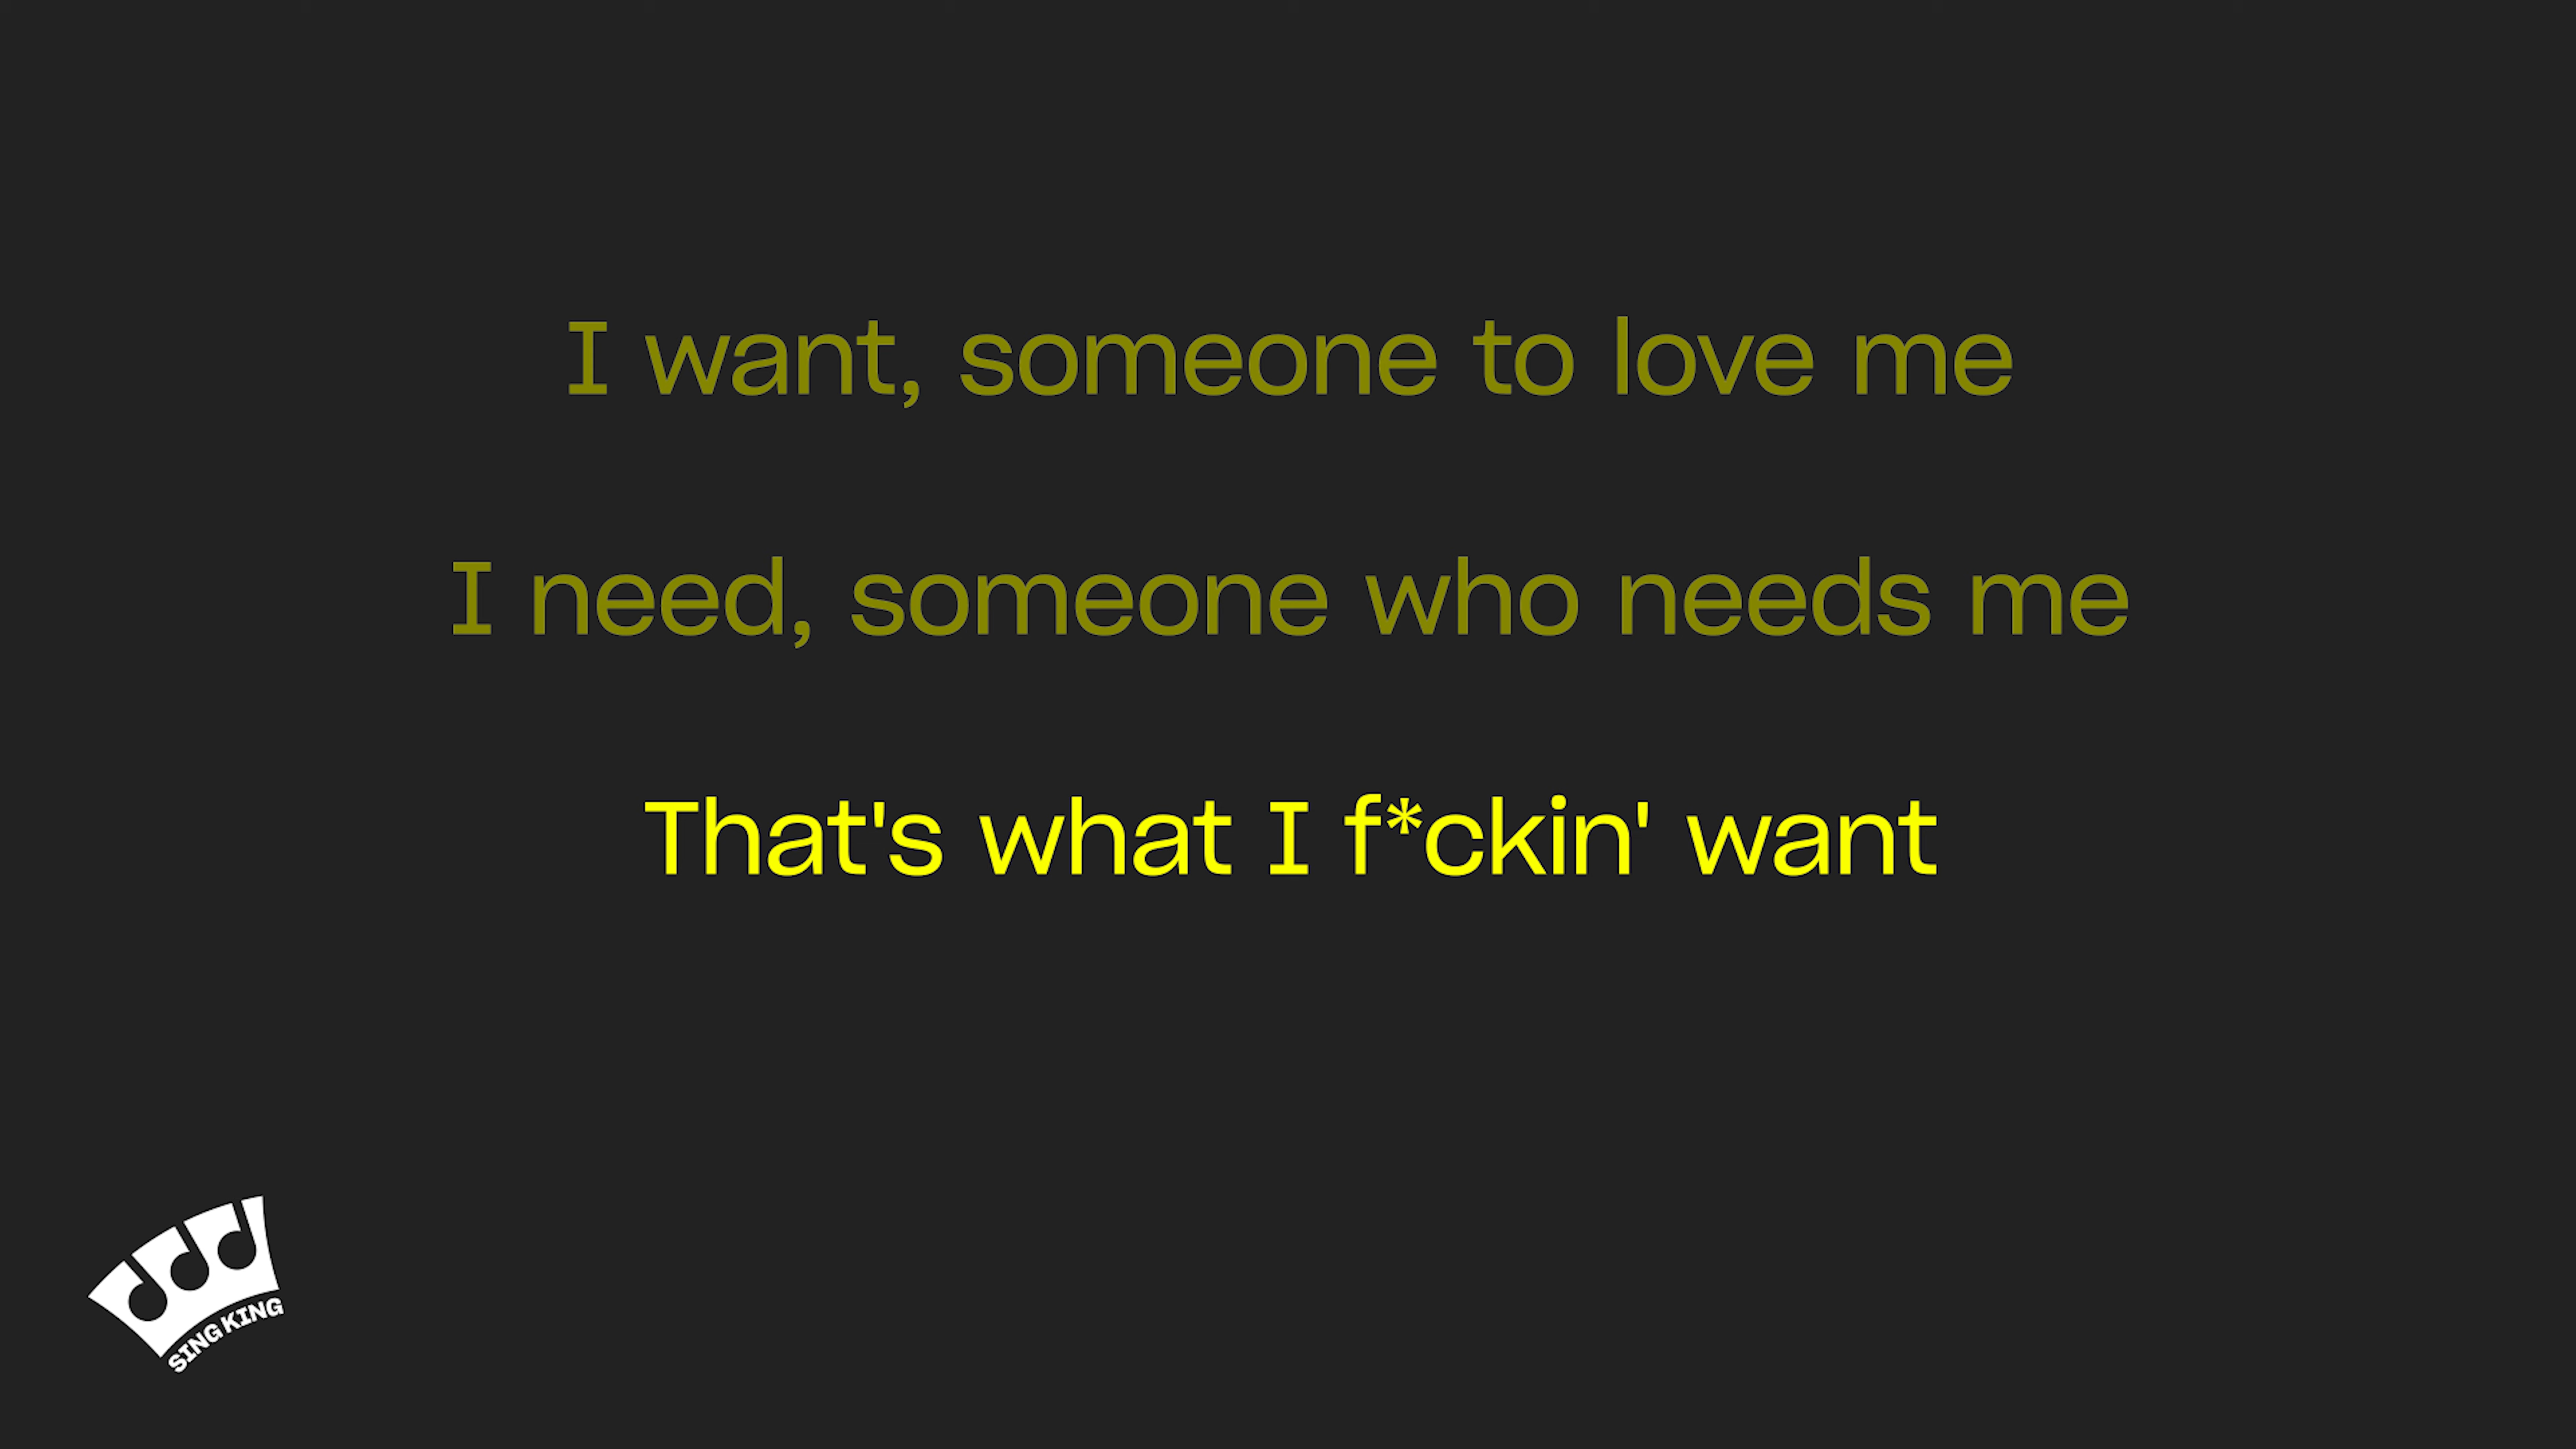 I want, someone to love me
I need, someone who needs me
That's what I f*ckin' want
SING KING